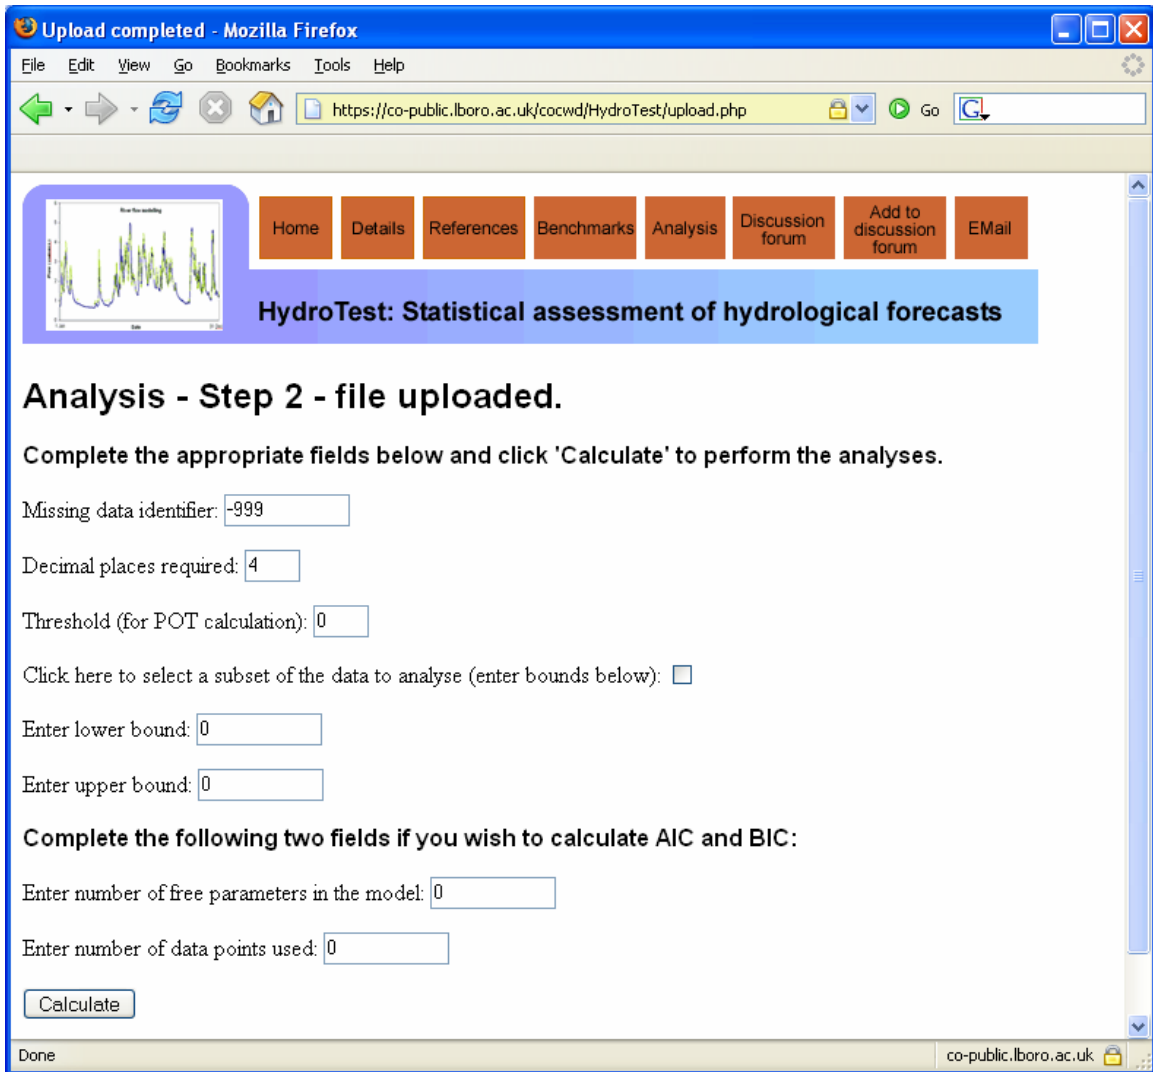 Upload completed - Mozilla Firefox
File Edit View Go Bookmarks Tools Help
https://co-public.lboro.ac.uk/cocwd/HydroTest/upload.php Go G
River flow modelling
Date
Home Details References Benchmarks Analysis Discussion forum Add to discussion forum EMail
HydroTest: Statistical assessment of hydrological forecasts
Analysis - Step 2 - file uploaded.
Complete the appropriate fields below and click 'Calculate' to perform the analyses.
Missing data identifier: -999
Decimal places required: 4
Threshold (for POT calculation): 0
Click here to select a subset of the data to analyse (enter bounds below):
Enter lower bound: 0
Enter upper bound: 0
Complete the following two fields if you wish to calculate AIC and BIC:
Enter number of free parameters in the model: 0
Enter number of data points used: 0
Calculate
Done co-public.lboro.ac.uk